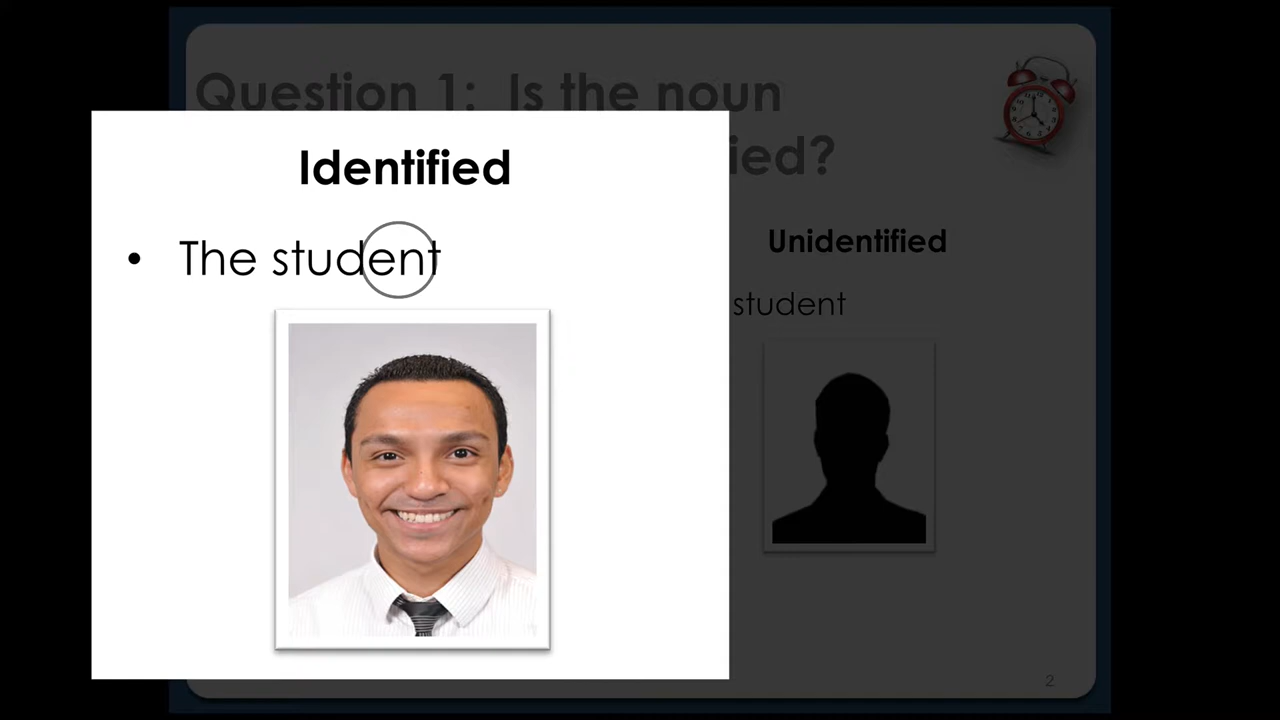 Question 1: Is the noun
ied?
Identified
• The student
Unidentified
student
2